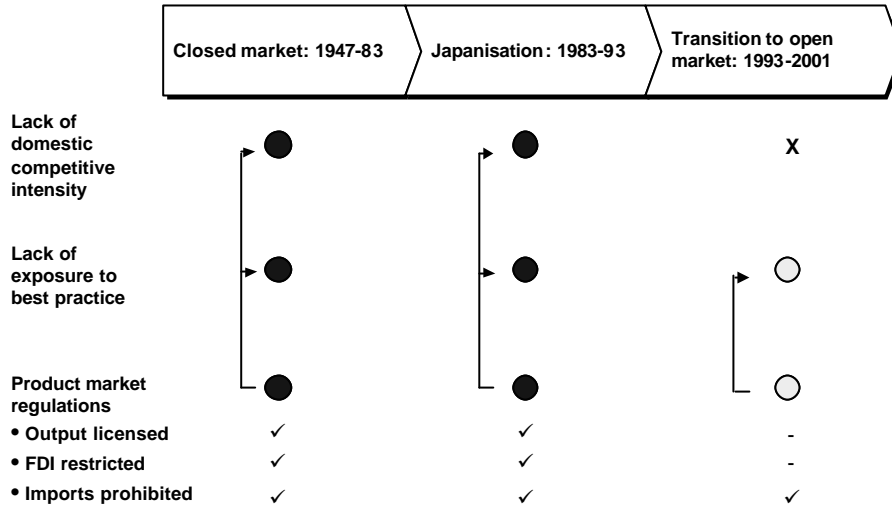 Closed market: 1947-83
Japanisation: 1983-93
Transition to open
market: 1993-2001
Lack of
domestic
competitive
intensity
X
Lack of
exposure to
best practice
Product market
regulations
• Output licensed ✓ ✓ -
• FDI restricted ✓ ✓ -
• Imports prohibited ✓ ✓ ✓